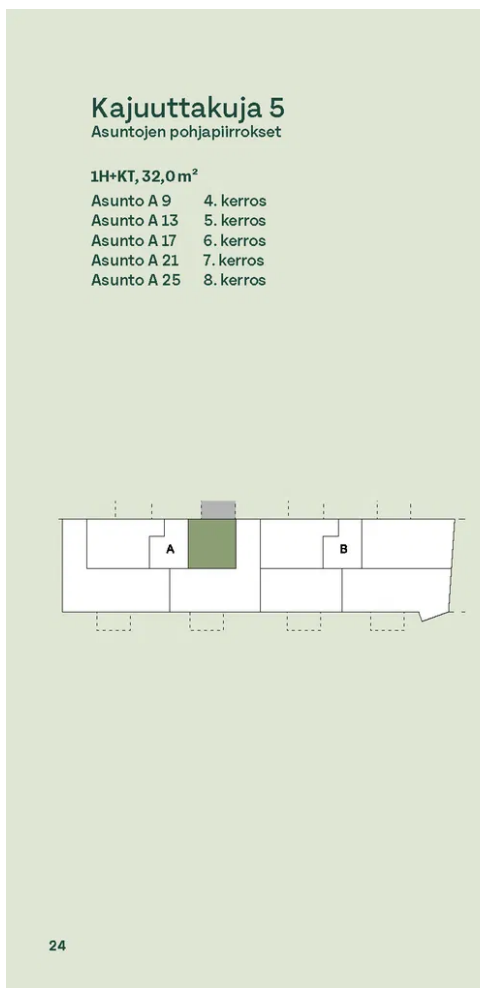 Kajuuttakuja 5
Asuntojen pohjapiirrokset
1H+KT, 32,0 m²
Asunto A 9 4. kerros
Asunto A 13 5. kerros
Asunto A 17 6. kerros
Asunto A 21 7. kerros
Asunto A 25 8. kerros
A B
24